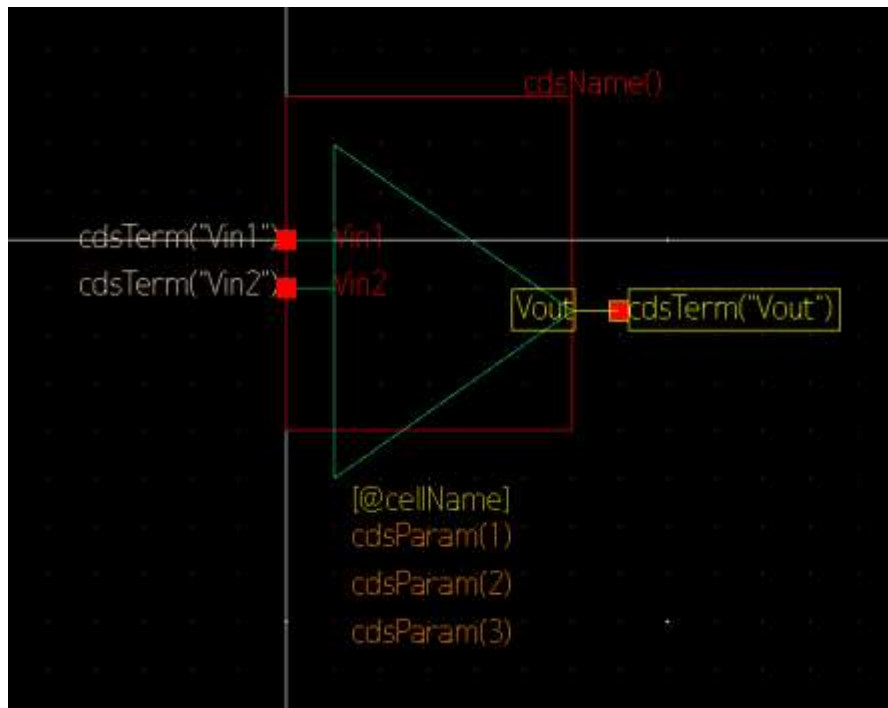 cdsName()
cdsTerm("Vin1") Vin1
cdsTerm("Vin2") Vin2
Vout cdsTerm("Vout")
[@cellName]
cdsParam(1)
cdsParam(2)
cdsParam(3)